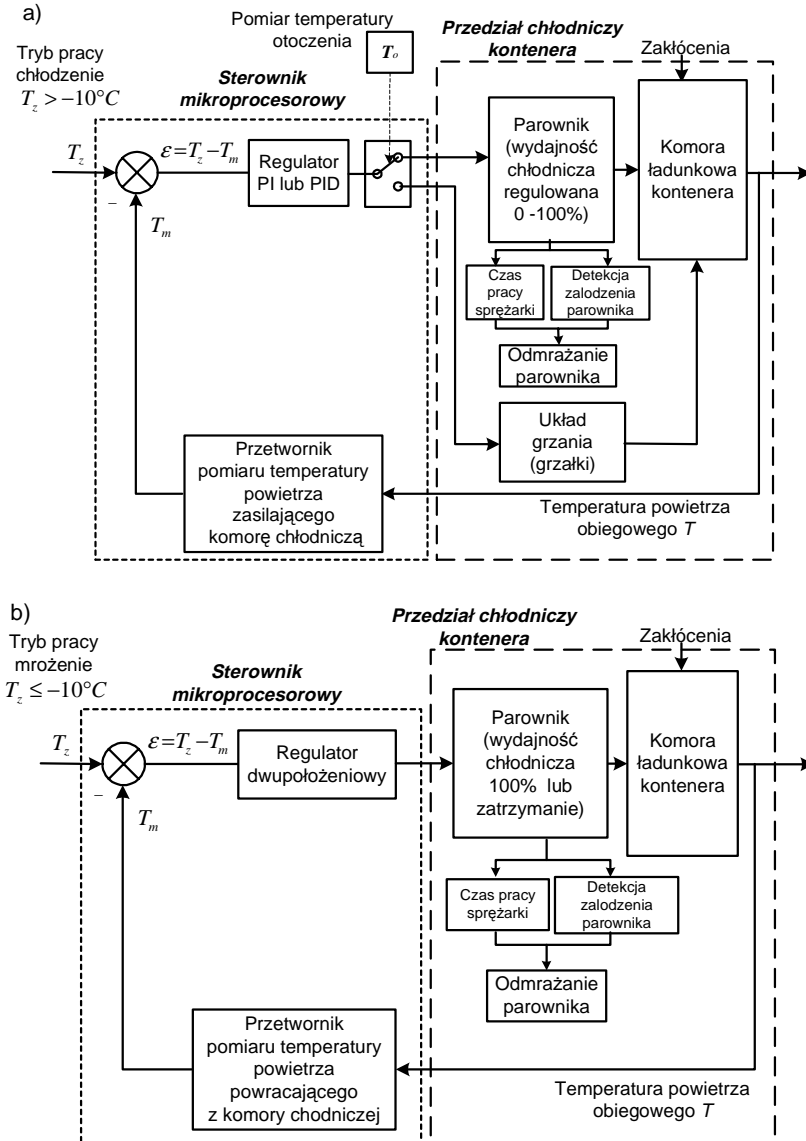 a)
Pomiar temperatury
otoczenia
T_o
Przedział chłodniczy
kontenera
Zakłócenia
Tryb pracy
chłodzenie
T_z > −10°C
Sterownik
mikroprocesorowy
T_z
ε=T_z−T_m
−
T_m
Regulator
PI lub PID
Parownik
(wydajność
chłodnicza
regulowana
0 -100%)
Komora
ładunkowa
kontenera
Czas
pracy
sprężarki
Detekcja
zalodzenia
parownika
Odmrażanie
parownika
Układ
grzania
(grzałki)
Przetwornik
pomiaru temperatury
powietrza
zasilającego
komorę chłodniczą
Temperatura powietrza
obiegowego T
b)
Tryb pracy
mrożenie
T_z ≤ −10°C
Przedział chłodniczy
kontenera
Zakłócenia
Sterownik
mikroprocesorowy
T_z
ε=T_z−T_m
−
T_m
Regulator
dwupołożeniowy
Parownik
(wydajność
chłodnicza
100% lub
zatrzymanie)
Komora
ładunkowa
kontenera
Czas pracy
sprężarki
Detekcja
zalodzenia
parownika
Odmrażanie
parownika
Przetwornik
pomiaru temperatury
powietrza
powracającego
z komory chodniczej
Temperatura powietrza
obiegowego T